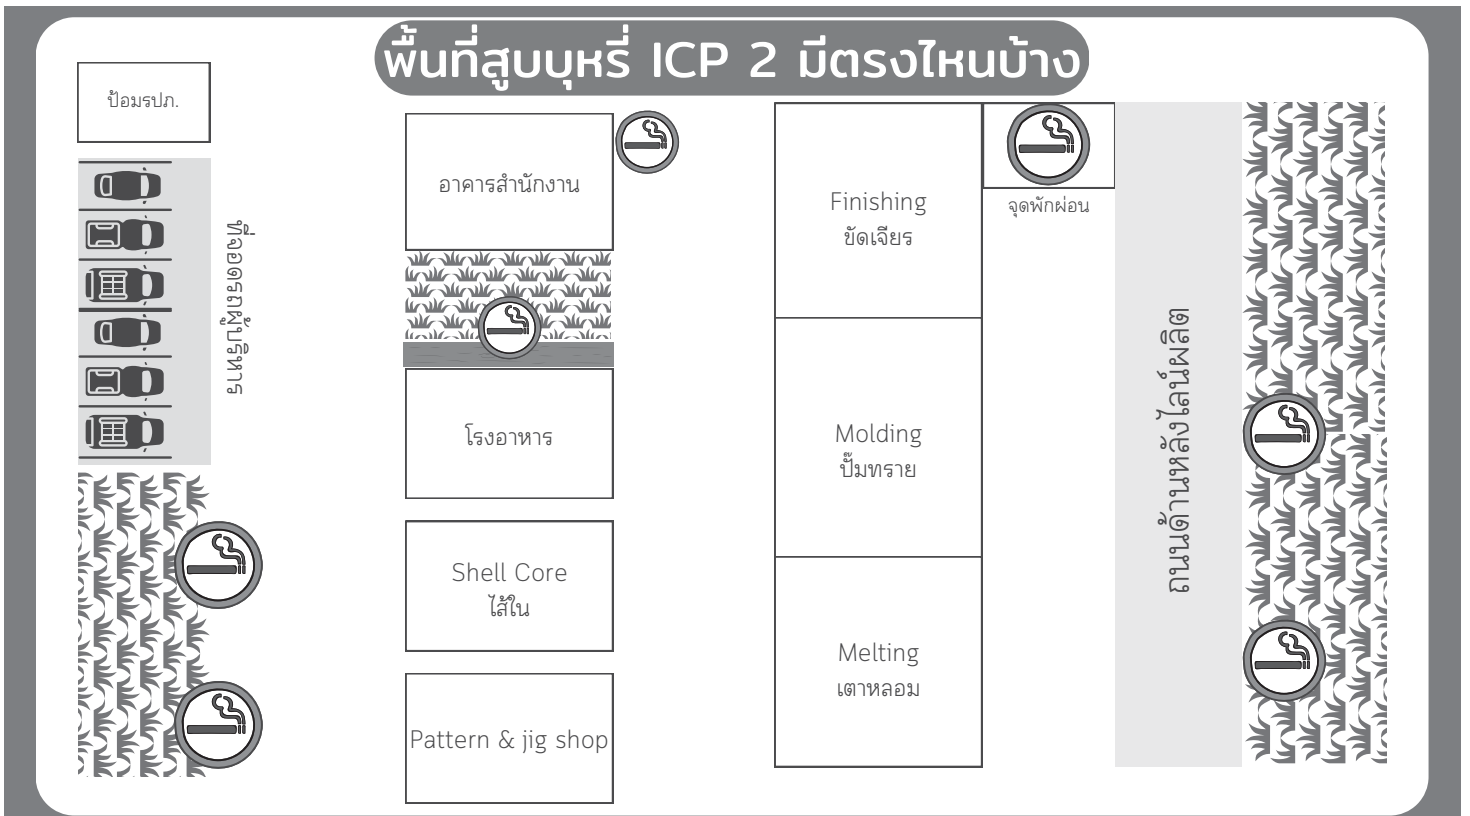 พื้นที่สูบบุหรี่ ICP 2 มีตรงไหนบ้าง
ป้อมรปภ.
ที่จอดรถผู้บริหาร
อาคารสำนักงาน
โรงอาหาร
Shell Core
ไส้ใน
Pattern & jig shop
Finishing
ขัดเจียร
จุดพักผ่อน
Molding
ปั๊มทราย
Melting
เตาหลอม
ถนนด้านหลังไลน์ผลิต